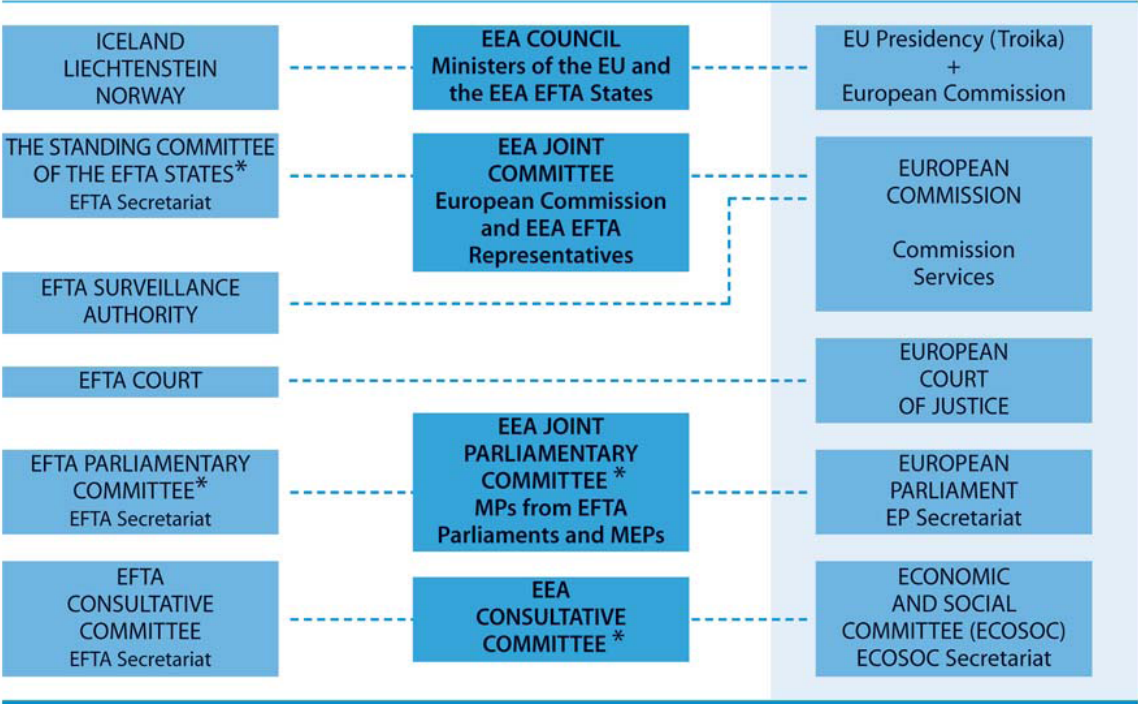 ICELAND
LIECHTENSTEIN
NORWAY
EEA COUNCIL
Ministers of the EU and
the EEA EFTA States
EU Presidency (Troika)
+
European Commission
THE STANDING COMMITTEE
OF THE EFTA STATES*
EFTA Secretariat
EEA JOINT
COMMITTEE
European Commission
and EEA EFTA
Representatives
EUROPEAN
COMMISSION
Commission
Services
EFTA SURVEILLANCE
AUTHORITY
EFTA COURT
EUROPEAN
COURT
OF JUSTICE
EFTA PARLIAMENTARY
COMMITTEE*
EFTA Secretariat
EEA JOINT
PARLIAMENTARY
COMMITTEE *
MPs from EFTA
Parliaments and MEPs
EUROPEAN
PARLIAMENT
EP Secretariat
EFTA
CONSULTATIVE
COMMITTEE
EFTA Secretariat
EEA
CONSULTATIVE
COMMITTEE *
ECONOMIC
AND SOCIAL
COMMITTEE (ECOSOC)
ECOSOC Secretariat